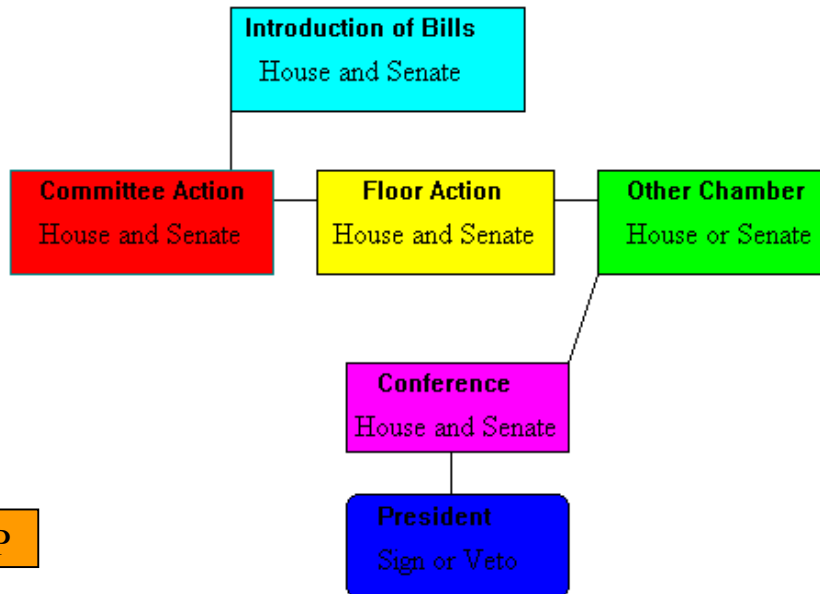 Introduction of Bills
House and Senate
Committee Action
House and Senate
Floor Action
House and Senate
Other Chamber
House or Senate
Conference
House and Senate
President
Sign or Veto
P